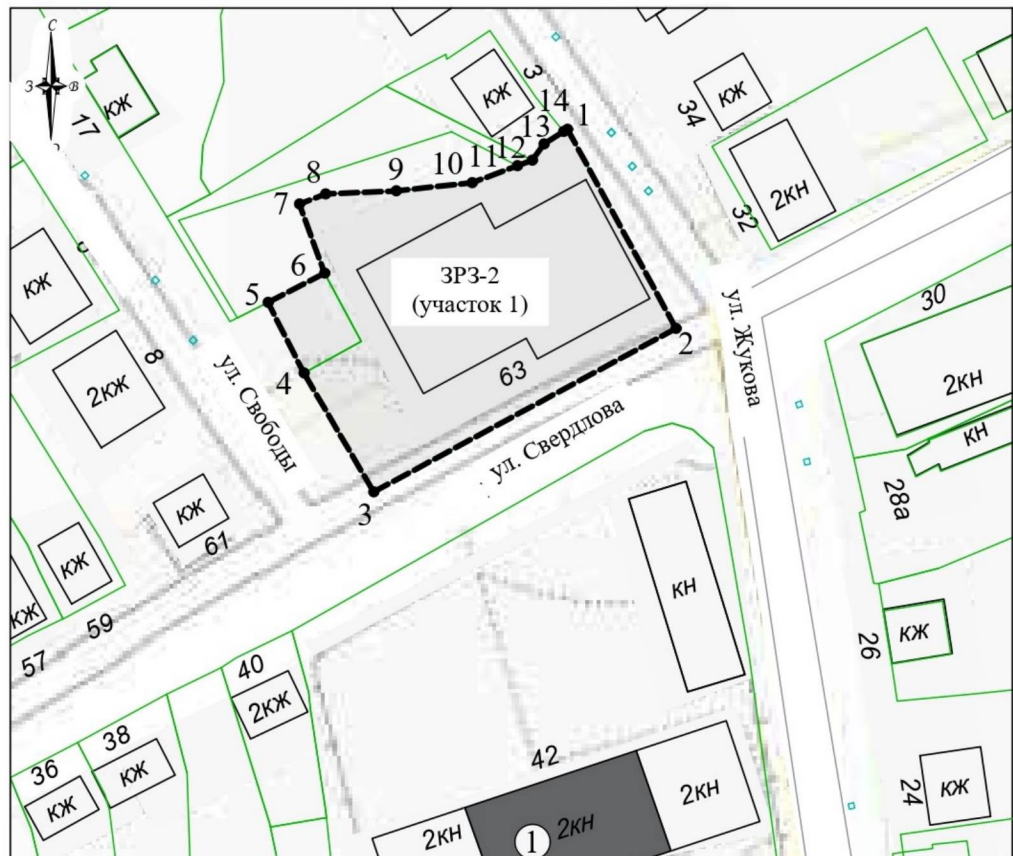 С
З
В
17
КЖ
КЖ
3
14
1
13
12
11
10
9
8
7
6
5
4
34
КЖ
32
2КН
ЗРЗ-2
(участок 1)
63
2
3
КЖ
2КЖ
8
ул. Свободы
ул. Свердлова
ул. Жукова
30
2КН
КН
28а
КЖ
61
КЖ
КЖ
59
57
КН
26
КЖ
40
2КЖ
38
КЖ
36
КЖ
42
2КН
1
2КН
2КН
24
КЖ